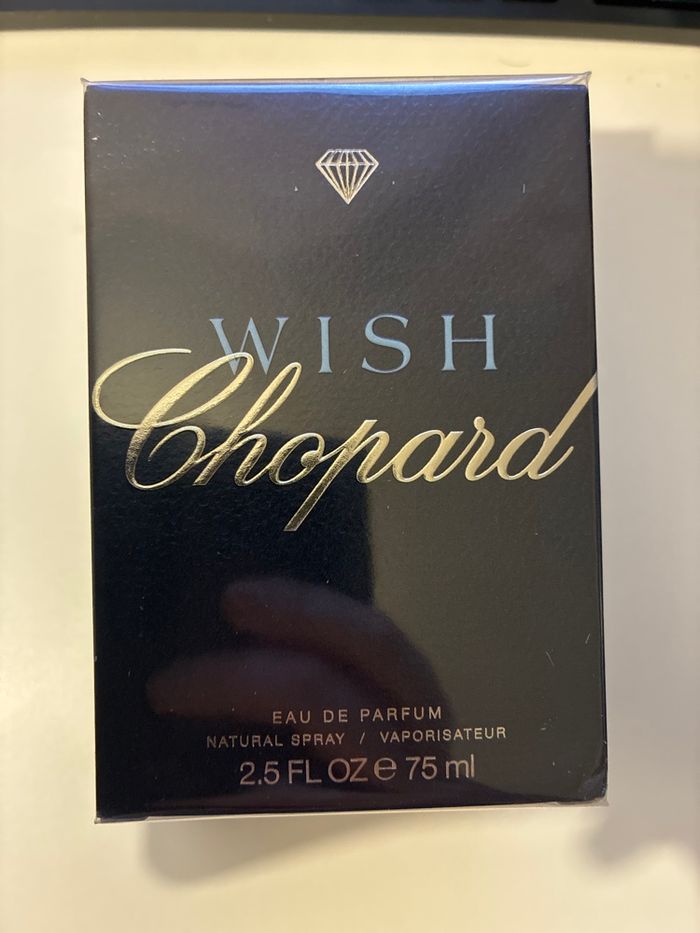 WISH
Chopard
EAU DE PARFUM
NATURAL SPRAY / VAPORISATEUR
2.5 FL OZ e 75 ml